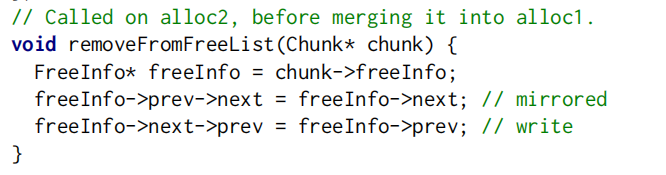 // Called on alloc2, before merging it into alloc1.
void removeFromFreeList(Chunk* chunk) {
  FreeInfo* freeInfo = chunk->freeInfo;
  freeInfo->prev->next = freeInfo->next; // mirrored
  freeInfo->next->prev = freeInfo->prev; // write
}